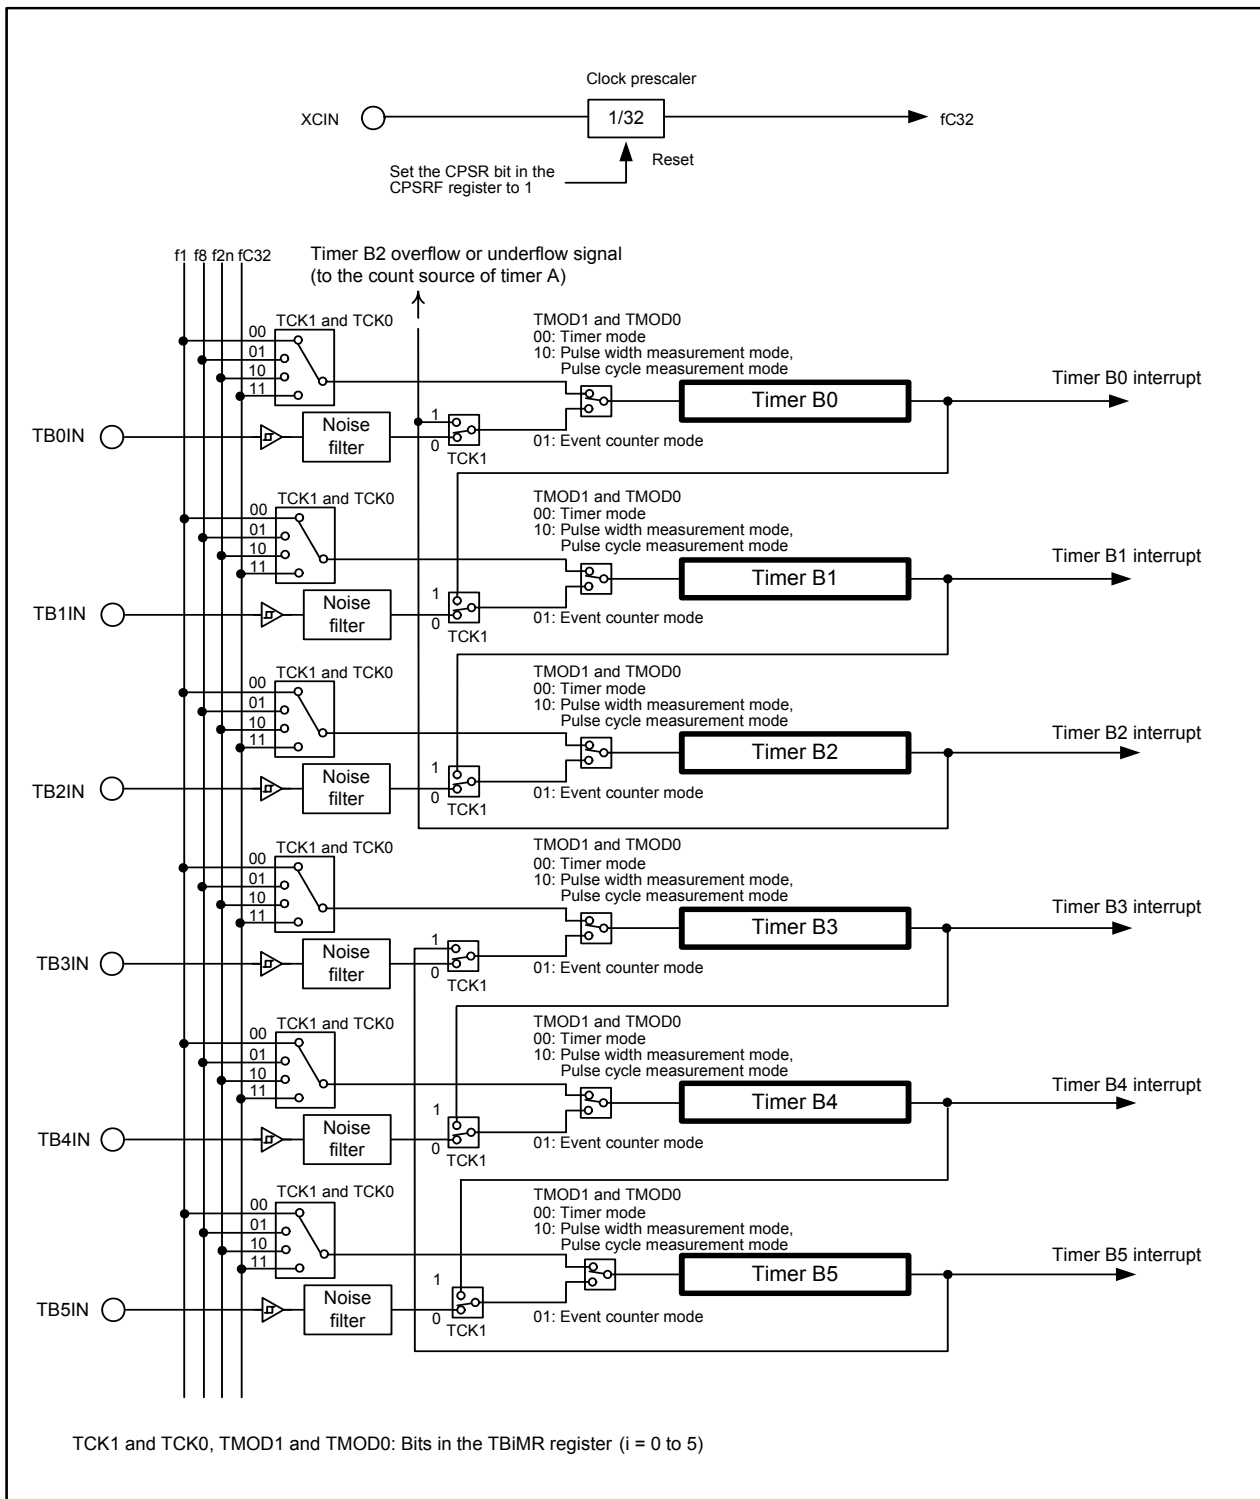 Clock prescaler
XCIN
1/32
fC32
Reset
Set the CPSR bit in the
CPSRF register to 1
f1 f8 f2n fC32
Timer B2 overflow or underflow signal
(to the count source of timer A)
TCK1 and TCK0
00
01
10
11
TMOD1 and TMOD0
00: Timer mode
10: Pulse width measurement mode,
Pulse cycle measurement mode
Timer B0
Timer B0 interrupt
TB0IN
Noise
filter
1
0
TCK1
01: Event counter mode
TCK1 and TCK0
00
01
10
11
TMOD1 and TMOD0
00: Timer mode
10: Pulse width measurement mode,
Pulse cycle measurement mode
Timer B1
Timer B1 interrupt
TB1IN
Noise
filter
1
0
TCK1
01: Event counter mode
TCK1 and TCK0
00
01
10
11
TMOD1 and TMOD0
00: Timer mode
10: Pulse width measurement mode,
Pulse cycle measurement mode
Timer B2
Timer B2 interrupt
TB2IN
Noise
filter
1
0
TCK1
01: Event counter mode
TCK1 and TCK0
00
01
10
11
TMOD1 and TMOD0
00: Timer mode
10: Pulse width measurement mode,
Pulse cycle measurement mode
Timer B3
Timer B3 interrupt
TB3IN
Noise
filter
1
0
TCK1
01: Event counter mode
TCK1 and TCK0
00
01
10
11
TMOD1 and TMOD0
00: Timer mode
10: Pulse width measurement mode,
Pulse cycle measurement mode
Timer B4
Timer B4 interrupt
TB4IN
Noise
filter
1
0
TCK1
01: Event counter mode
TCK1 and TCK0
00
01
10
11
TMOD1 and TMOD0
00: Timer mode
10: Pulse width measurement mode,
Pulse cycle measurement mode
Timer B5
Timer B5 interrupt
TB5IN
Noise
filter
1
0
TCK1
01: Event counter mode
TCK1 and TCK0, TMOD1 and TMOD0: Bits in the TBiMR register (i = 0 to 5)